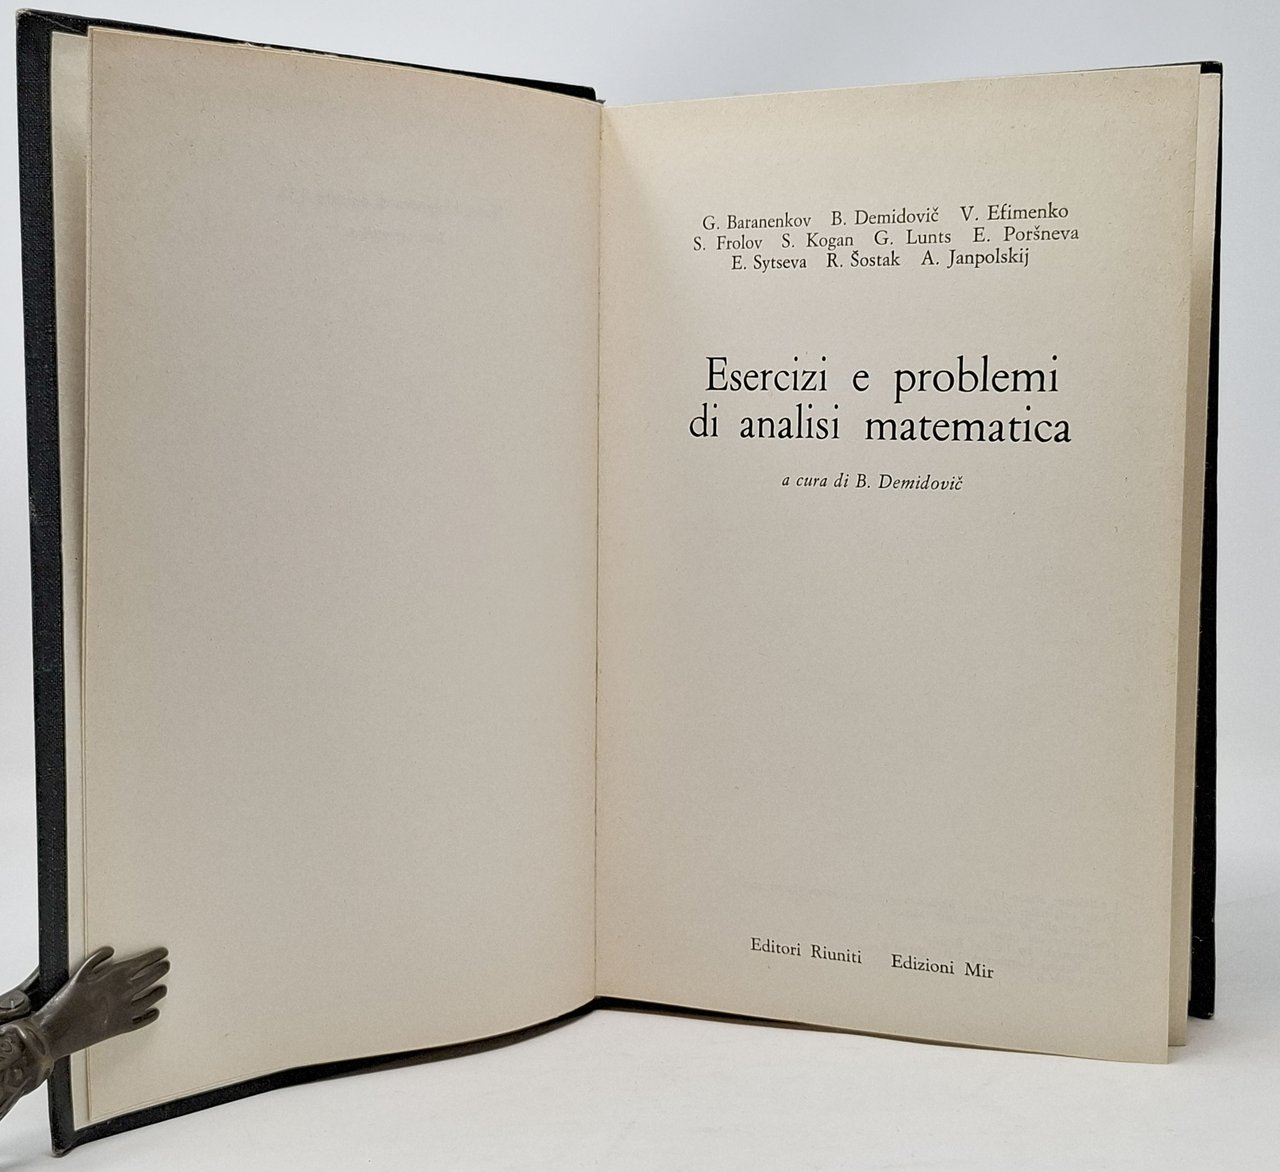 G. Baranenkov B. Demidovič V. Efimenko
S. Frolov S. Kogan G. Lunts E. Poršneva
E. Sytseva R. Šostak A. Janpolskij
Esercizi e problemi
di analisi matematica
a cura di B. Demidovič
Editori Riuniti Edizioni Mir